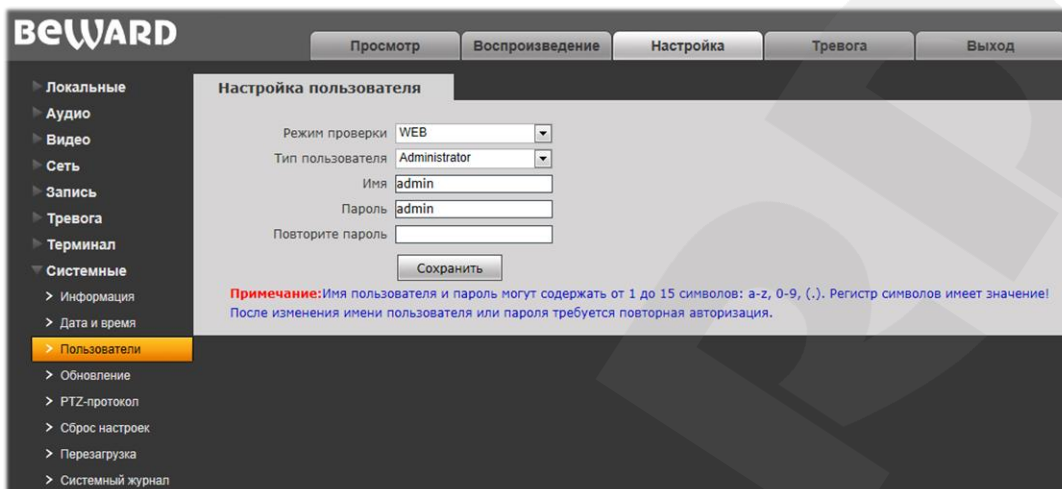 BEWARD
Просмотр
Воспроизведение
Настройка
Тревога
Выход
Локальные
Аудио
Видео
Сеть
Запись
Тревога
Терминал
Системные
Информация
Дата и время
Пользователи
Обновление
PTZ-протокол
Сброс настроек
Перезагрузка
Системный журнал
Настройка пользователя
Режим проверки WEB
Тип пользователя Administrator
Имя admin
Пароль admin
Повторите пароль
Сохранить
Примечание:Имя пользователя и пароль могут содержать от 1 до 15 символов: a-z, 0-9, (.). Регистр символов имеет значение!
После изменения имени пользователя или пароля требуется повторная авторизация.